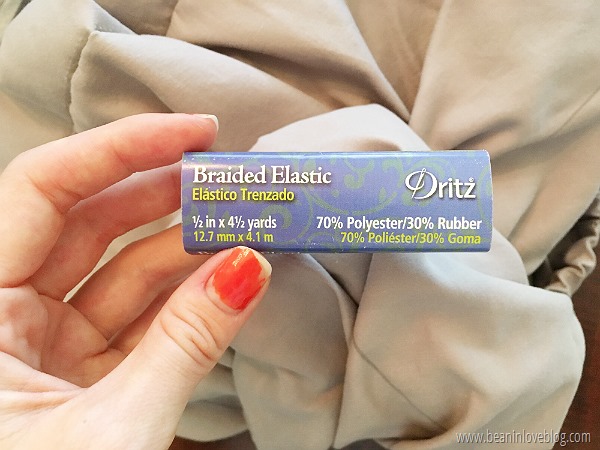 Braided Elastic
Dritz®
Elástico Trenzado
½ in x 4½ yards
70% Polyester/30% Rubber
12.7 mm x 4.1 m
70% Poliéster/30% Goma
www.beaninloveblog.com